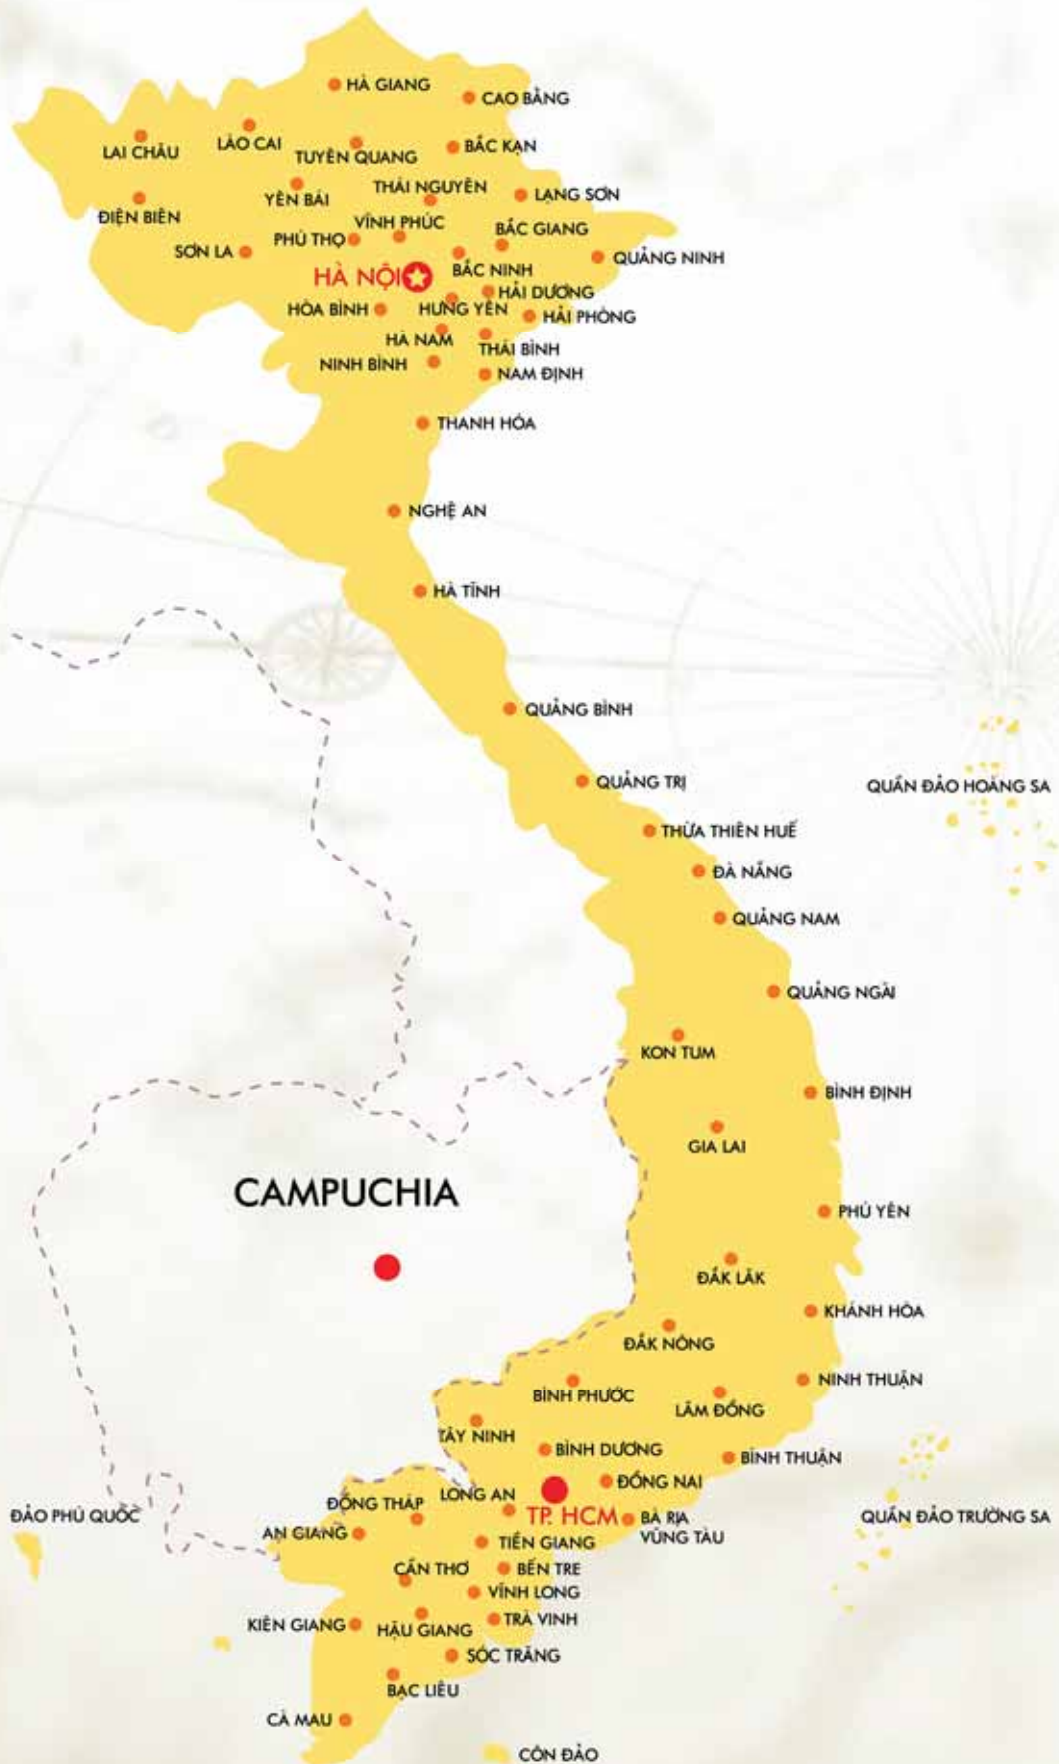 HÀ GIANG
CAO BẰNG
LAI CHÂU
LÀO CAI
TUYÊN QUANG
BẮC KẠN
THÁI NGUYÊN
YÊN BÁI
LẠNG SƠN
ĐIỆN BIÊN
VĨNH PHÚC
BẮC GIANG
PHÚ THỌ
SƠN LA
QUẢNG NINH
HÀ NỘI
BẮC NINH
HẢI DƯƠNG
HÒA BÌNH
HƯNG YÊN
HẢI PHÒNG
HÀ NAM
THÁI BÌNH
NINH BÌNH
NAM ĐỊNH
THANH HÓA
NGHỆ AN
HÀ TĨNH
QUẢNG BÌNH
QUẢNG TRỊ
QUẦN ĐẢO HOÀNG SA
THỪA THIÊN HUẾ
ĐÀ NẴNG
QUẢNG NAM
QUẢNG NGÃI
KON TUM
BÌNH ĐỊNH
GIA LAI
CAMPUCHIA
PHÚ YÊN
ĐẮK LĂK
KHÁNH HÒA
ĐẮK NÔNG
NINH THUẬN
BÌNH PHƯỚC
LÂM ĐỒNG
TÂY NINH
BÌNH DƯƠNG
BÌNH THUẬN
ĐỒNG NAI
LONG AN
ĐỒNG THÁP
ĐẢO PHÚ QUỐC
TP. HCM
BÀ RỊA
VŨNG TÀU
QUẦN ĐẢO TRƯỜNG SA
AN GIANG
TIỀN GIANG
CẦN THƠ
BẾN TRE
VĨNH LONG
KIÊN GIANG
HẬU GIANG
TRÀ VINH
SÓC TRĂNG
BẠC LIÊU
CÀ MAU
CÔN ĐẢO